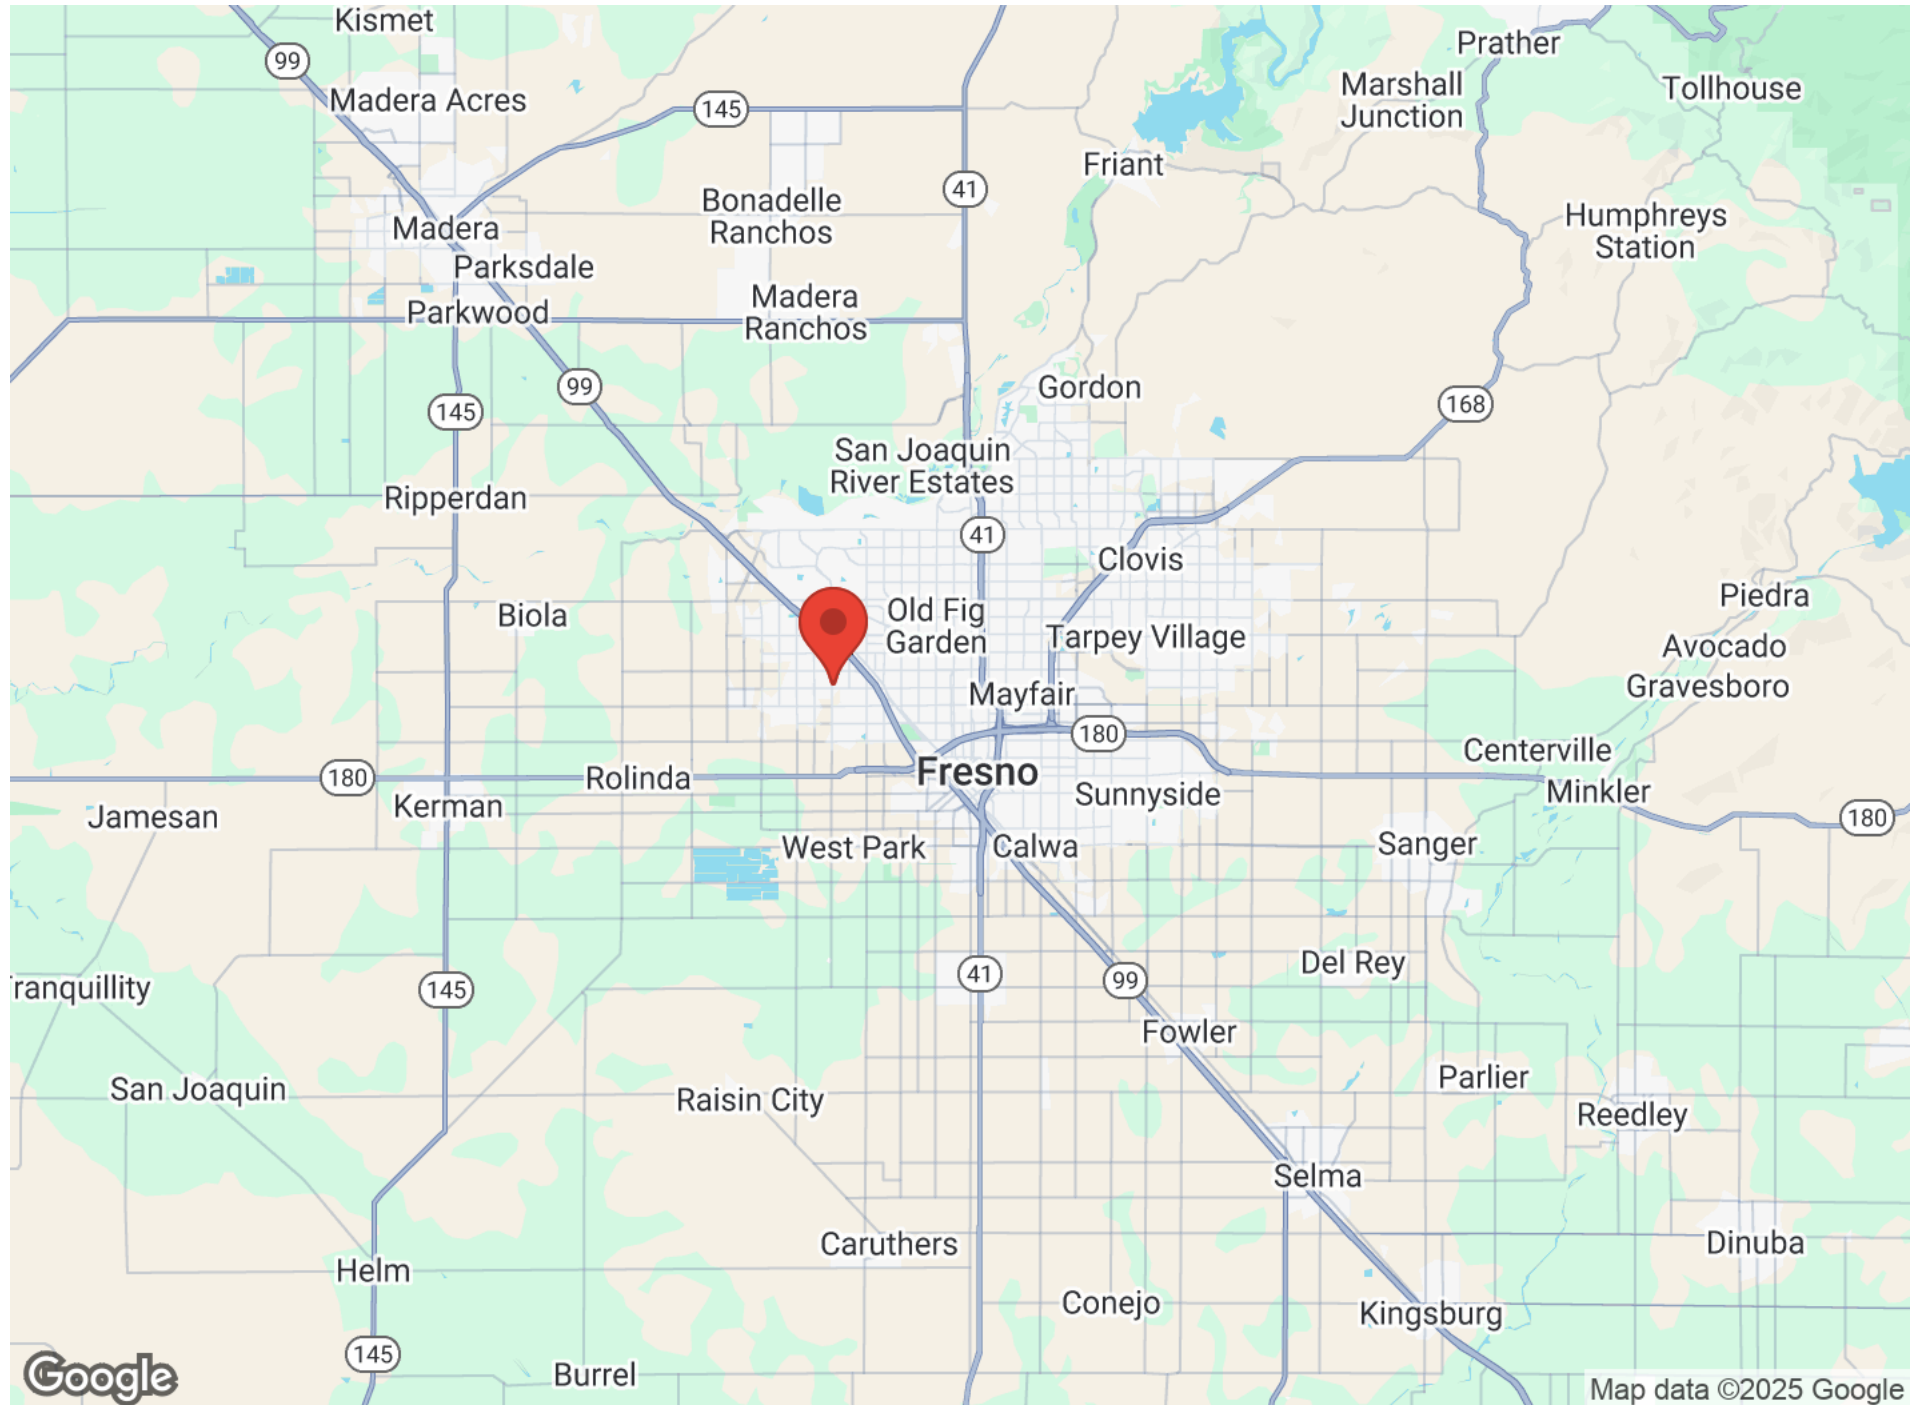 Kismet
Prather
99
Marshall
Junction
Tollhouse
Madera Acres
145
Friant
41
Bonadelle
Ranchos
Humphreys
Station
Madera
Parksdale
Madera
Ranchos
Parkwood
99
Gordon
145
168
San Joaquin
River Estates
Ripperdan
41
Clovis
Piedra
Biola
Old Fig
Garden
Tarpey Village
Avocado
Gravesboro
Mayfair
180
Centerville
180
Rolinda
Fresno
Sunnyside
Minkler
Jamesan
Kerman
180
West Park
Calwa
Sanger
Del Rey
41
99
ranquillity
145
Fowler
Parlier
San Joaquin
Raisin City
Reedley
Selma
Caruthers
Dinuba
Helm
Conejo
Kingsburg
145
Burrel
Google
Map data ©2025 Google